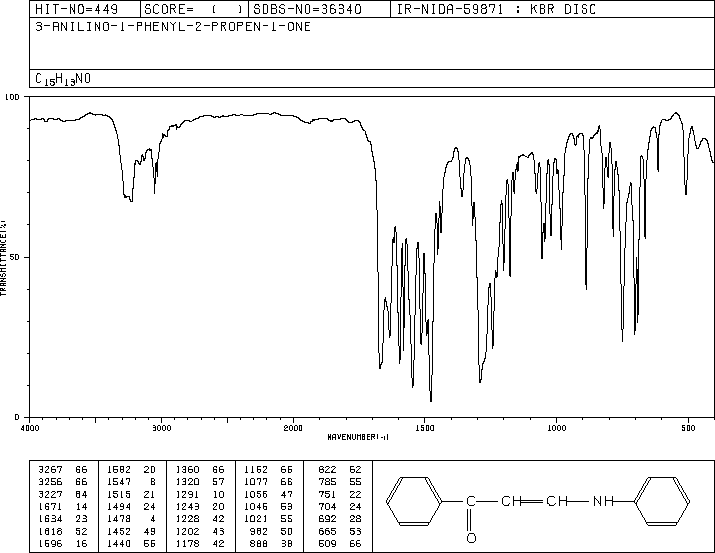 HIT-NO=449 SCORE= ( ) SDBS-NO=36340 IR-NIDA-59871 : KBR DISC
3-ANILINO-1-PHENYL-2-PROPEN-1-ONE
C15H13NO
100
TRANSMITTANCE(%)
50
0
4000 3000 2000 1500 1000 500
WAVENUMBER(-1)
3267 66 1582 20 1360 66 1162 66 822 62
3256 66 1547 8 1320 57 1077 66 785 55
3227 64 1515 21 1291 10 1056 47 751 22
1671 14 1494 24 1243 20 1046 53 704 24
1634 23 1478 4 1228 42 1021 55 692 28
1618 52 1452 49 1202 43 982 50 665 53
1596 16 1440 55 1178 42 888 38 509 66
C CH CH NH
O